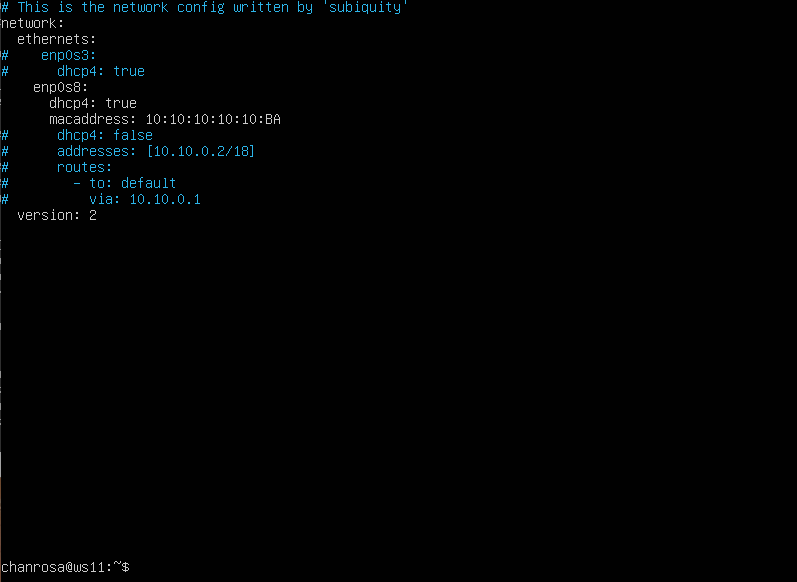 # This is the network config written by 'subiquity'
network:
  ethernets:
#    enp0s3:
#      dhcp4: true
    enp0s8:
      dhcp4: true
      macaddress: 10:10:10:10:10:BA
#      dhcp4: false
#      addresses: [10.10.0.2/18]
#      routes:
#        - to: default
#          via: 10.10.0.1
  version: 2
chanrosa@ws11:~$